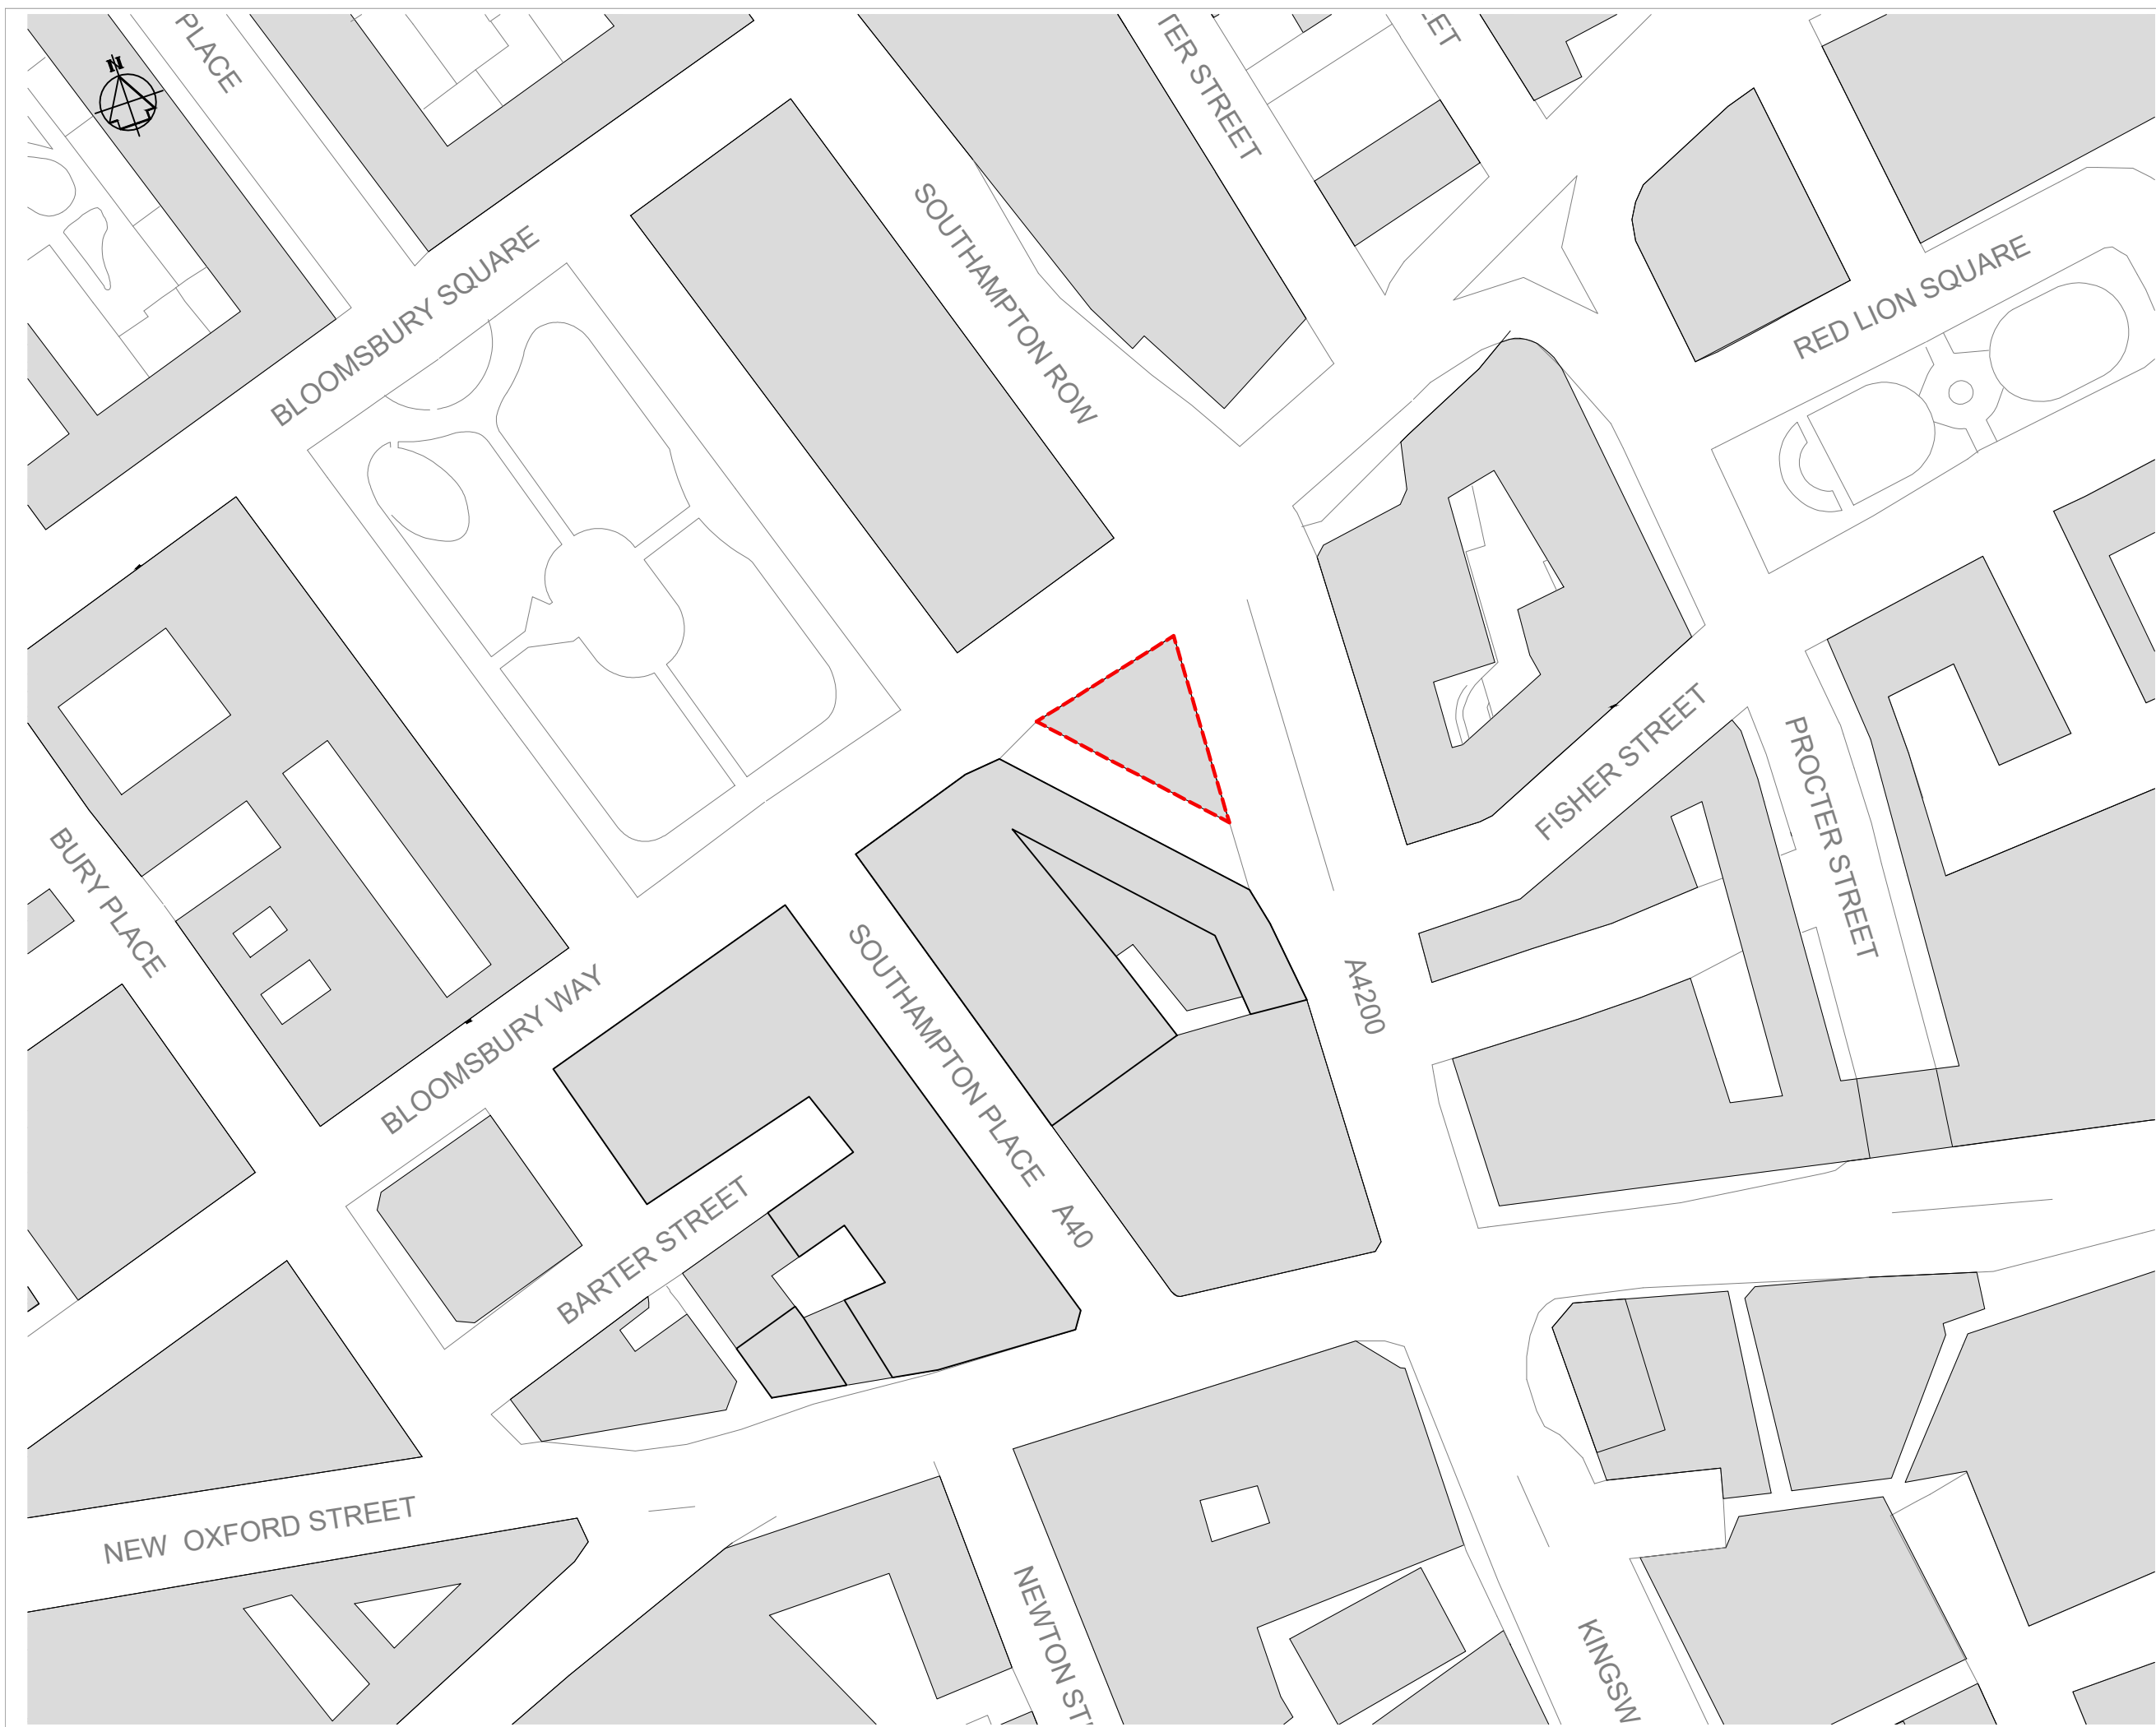 PLACE
N
SOUTHAMPTON ROW
BLOOMSBURY SQUARE
RED LION SQUARE
FISHER STREET
PROCTER STREET
BURY PLACE
BLOOMSBURY WAY
SOUTHAMPTON PLACE
A4200
A40
BARTER STREET
NEW OXFORD STREET
STREET